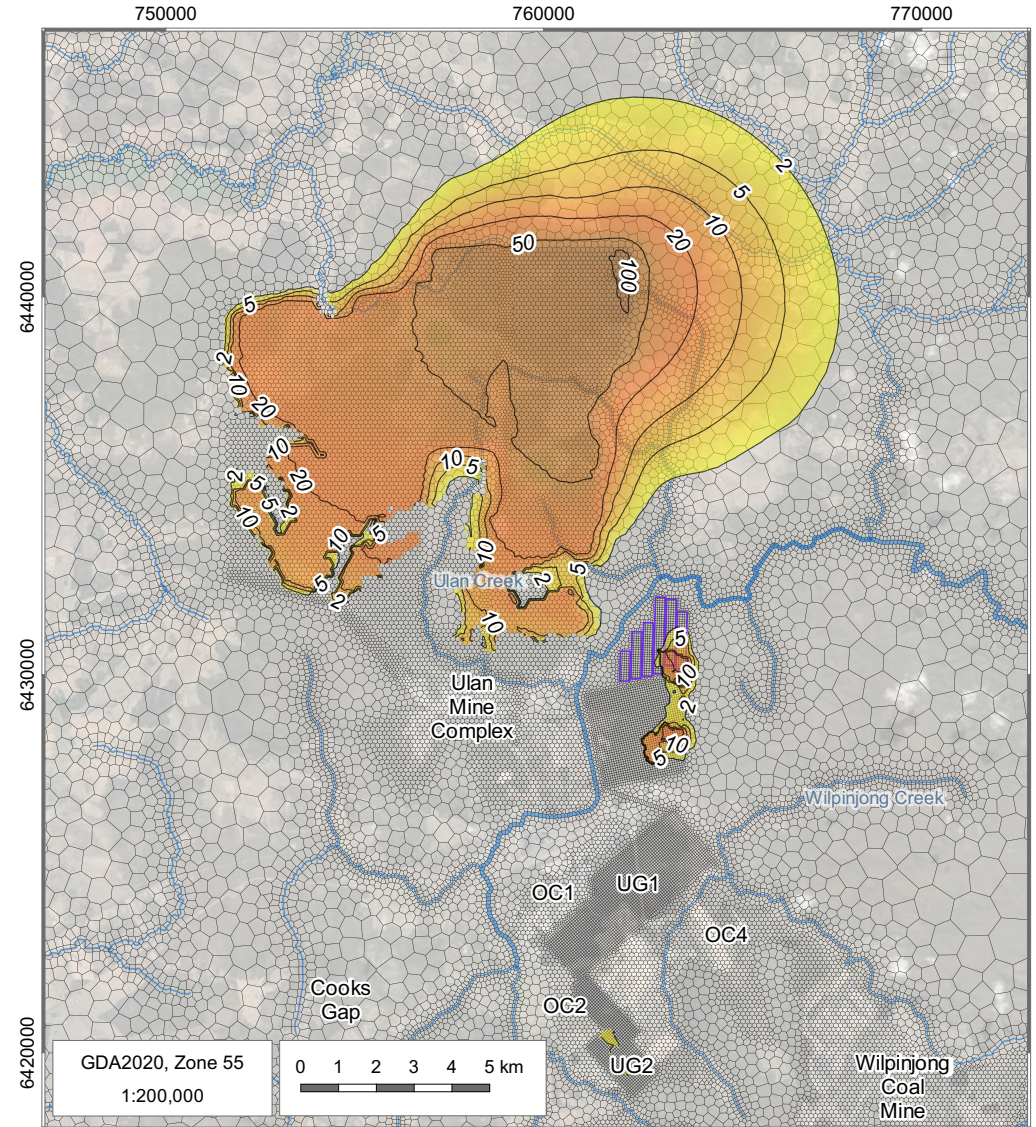 750000
760000
770000
6440000
6430000
6420000
2
5
10
20
50
100
5
2
10
20
10
20
2
5
5
2
10
10
5
5
2
10
5
10
2
5
10
Ulan Creek
5
10
2
10
5
Ulan
Mine
Complex
Wilpinjong Creek
OC1
UG1
OC4
Cooks
Gap
OC2
UG2
Wilpinjong
Coal
Mine
GDA2020, Zone 55
1:200,000
0 1 2 3 4 5 km